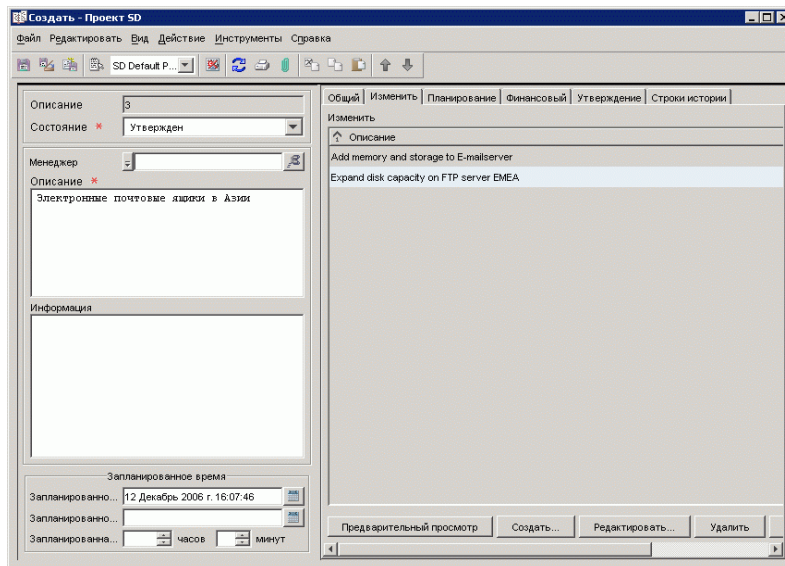 Создать - Проект SD
Файл Редактировать Вид Действие Инструменты Справка
SD Default P...
Описание 3
Состояние * Утвержден
Менеджер
Описание *
Электронные почтовые ящики в Азии
Информация
Запланированное время
Запланированно... 12 Декабрь 2006 г. 16:07:46
Запланированно...
Запланированна... часов минут
Общий Изменить Планирование Финансовый Утверждение Строки истории
Изменить
1 Описание
Add memory and storage to E-mailserver
Expand disk capacity on FTP server EMEA
Предварительный просмотр Создать... Редактировать... Удалить